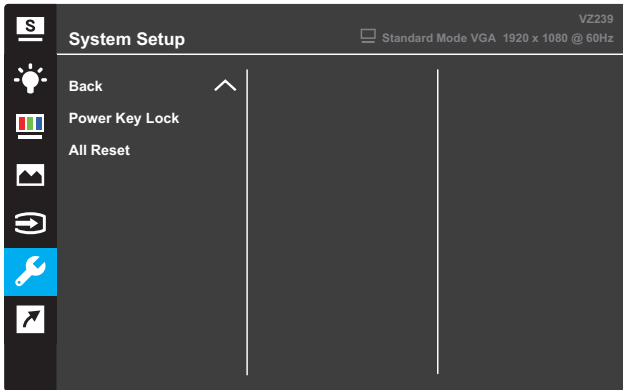 S
VZ239
System Setup
Standard Mode VGA 1920 x 1080 @ 60Hz
Back
Power Key Lock
All Reset